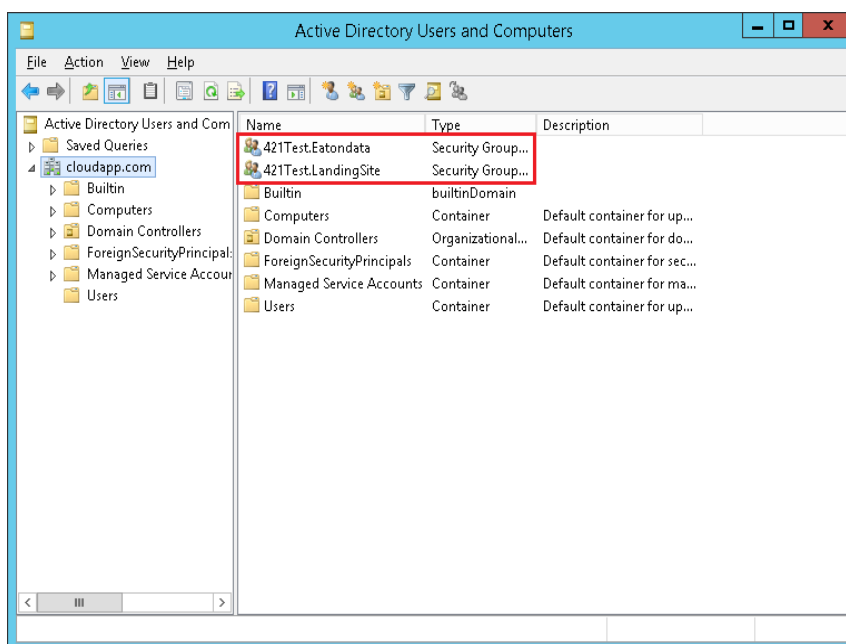 Active Directory Users and Computers
File Action View Help
Active Directory Users and Com
Saved Queries
cloudapp.com
Builtin
Computers
Domain Controllers
ForeignSecurityPrincipal:
Managed Service Accour
Users
Name Type Description
421Test.Eatondata Security Group...
421Test.LandingSite Security Group...
Builtin builtinDomain
Computers Container Default container for up...
Domain Controllers Organizational... Default container for do...
ForeignSecurityPrincipals Container Default container for sec...
Managed Service Accounts Container Default container for ma...
Users Container Default container for up...